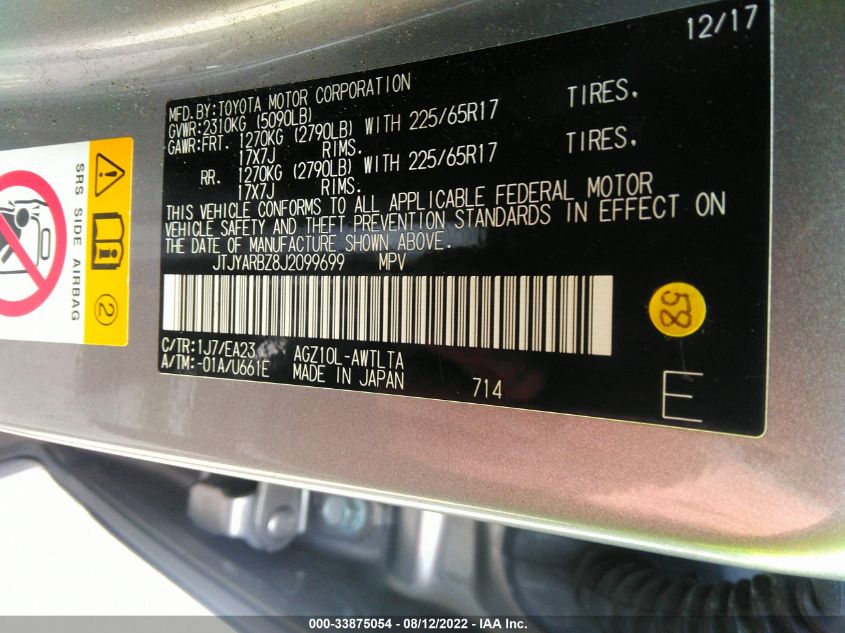 12/17
MFD.BY:TOYOTA MOTOR CORPORATION
GVWR:2310KG (5090LB)
GAWR:FRT. 1270KG (2790LB) WITH 225/65R17 TIRES.
17X7J RIMS.
RR. 1270KG (2790LB) WITH 225/65R17 TIRES.
17X7J RIMS.
THIS VEHICLE CONFORMS TO ALL APPLICABLE FEDERAL MOTOR
VEHICLE SAFETY AND THEFT PREVENTION STANDARDS IN EFFECT ON
THE DATE OF MANUFACTURE SHOWN ABOVE.
JTJYARBZ8J2099699 MPV
C/TR:1J7/EA23 AGZ10L-AWTLTA
A/TM:-01A/U661E MADE IN JAPAN 714
E
58
SRS SIDE AIRBAG
2
000-33875054 - 08/12/2022 - IAA Inc.